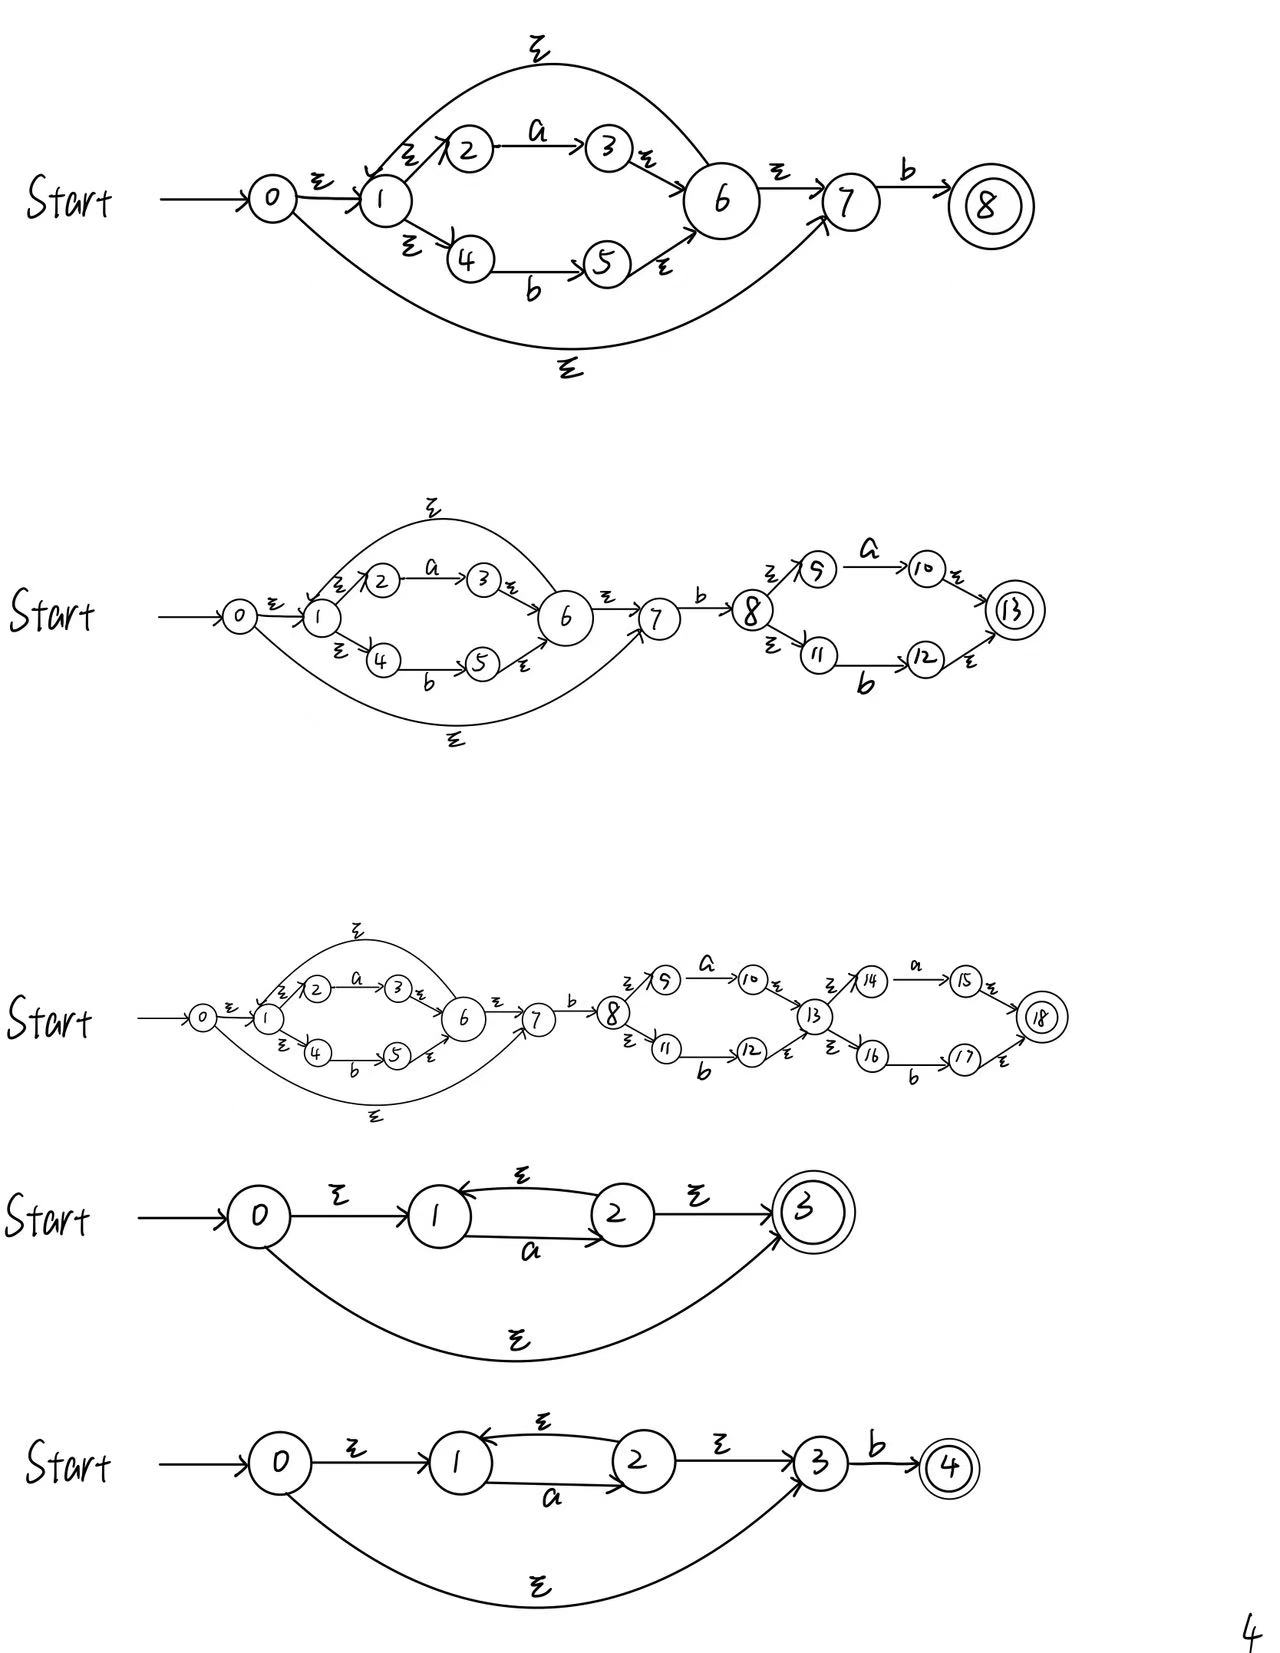 ε
a
Start 0 ε 1 ε 2 3 ε 6 ε 7 b 8
ε 4 5 ε
b
ε
ε
a
Start 0 ε 1 ε 2 3 ε 6 ε 7 b 8 ε 9 a 10 ε 13
ε 4 5 ε ε 11 12 ε
b b
ε
ε
Start 0 ε 1 ε 2 a 3 ε 6 ε 7 b 8 ε 9 a 10 ε 13 ε 14 a 15 ε 18
ε 4 5 ε ε 11 12 ε ε 16 17 ε
b b b
ε
ε
Start 0 ε 1 2 ε 3
a
ε
ε
Start 0 ε 1 2 ε 3 b 4
a
ε
4